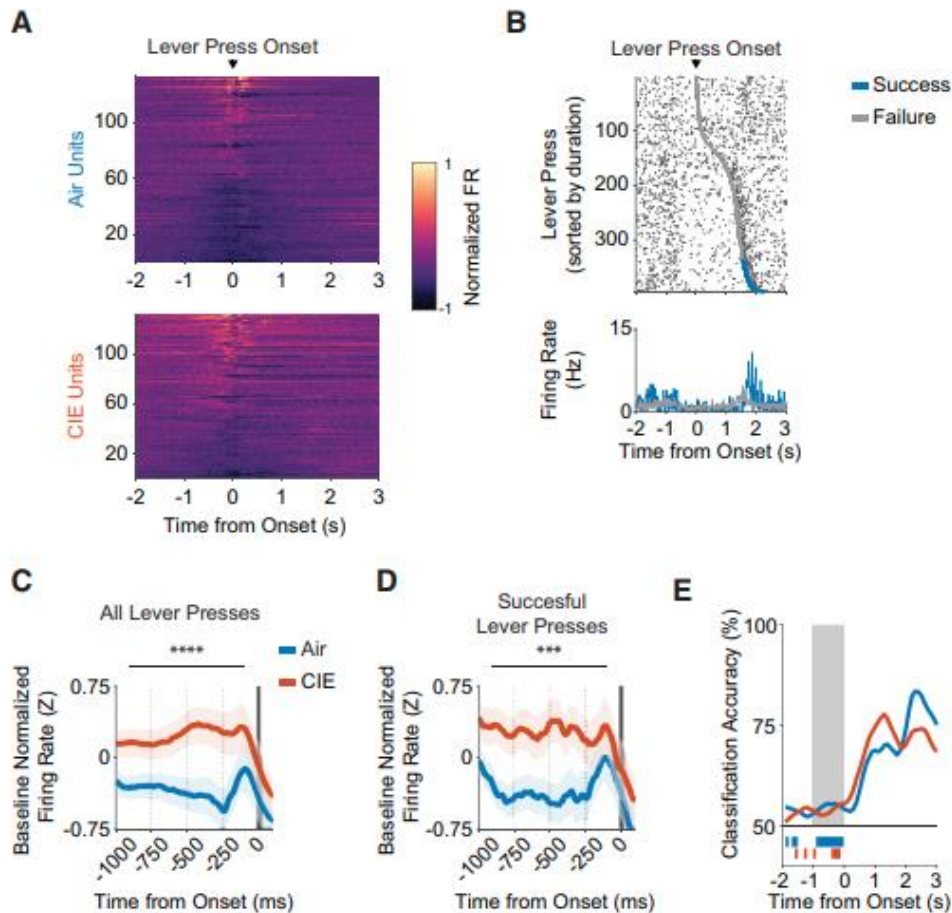 A
Lever Press Onset
Air Units
100
60
20
-2 -1 0 1 2 3
1
-1
Normalized FR
CIE Units
100
60
20
-2 -1 0 1 2 3
Time from Onset (s)
B
Lever Press Onset
Success
Failure
Lever Press
(sorted by duration)
100
200
300
-2 -1 0 1 2 3
Firing Rate
(Hz)
15
0
-2 -1 0 1 2 3
Time from Onset (s)
C
All Lever Presses
****
Air
CIE
Baseline Normalized
Firing Rate (Z)
0.75
0
-0.75
-1000 -750 -500 -250 0
Time from Onset (ms)
D
Succesful
Lever Presses
***
Baseline Normalized
Firing Rate (Z)
0.75
0
-0.75
-1000 -750 -500 -250 0
Time from Onset (ms)
E
Classification Accuracy (%)
100
75
50
-2 -1 0 1 2 3
Time from Onset (s)